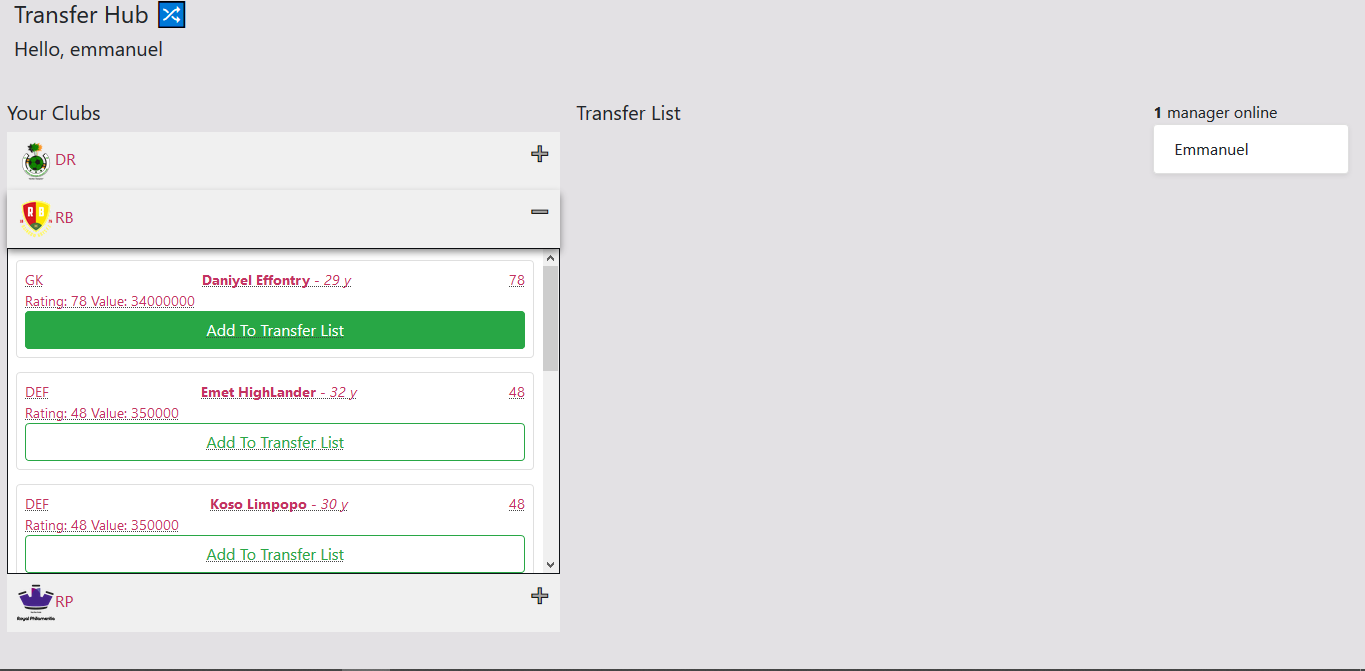 Transfer Hub
Hello, emmanuel
Your Clubs
DR
RB
GK Daniyel Effontry - 29 y 78
Rating: 78 Value: 34000000
Add To Transfer List
DEF Emet HighLander - 32 y 48
Rating: 48 Value: 350000
Add To Transfer List
DEF Koso Limpopo - 30 y 48
Rating: 48 Value: 350000
Add To Transfer List
Royal Philamentia
RP
Transfer List
1 manager online
Emmanuel